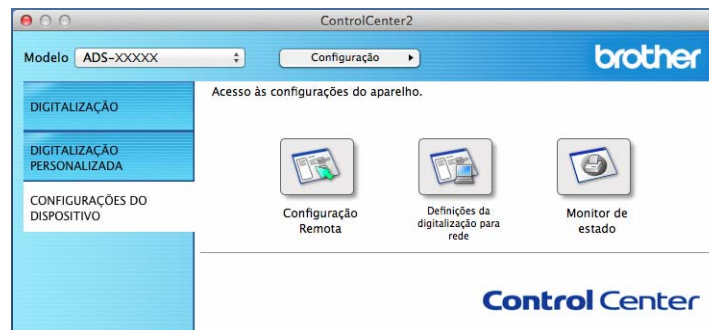 ControlCenter2
Modelo ADS-XXXXX Configuração brother
Acesso às configurações do aparelho.
DIGITALIZAÇÃO
DIGITALIZAÇÃO
PERSONALIZADA
CONFIGURAÇÕES DO
DISPOSITIVO
Configuração
Remota
Definições da
digitalização para
rede
Monitor de
estado
Control Center